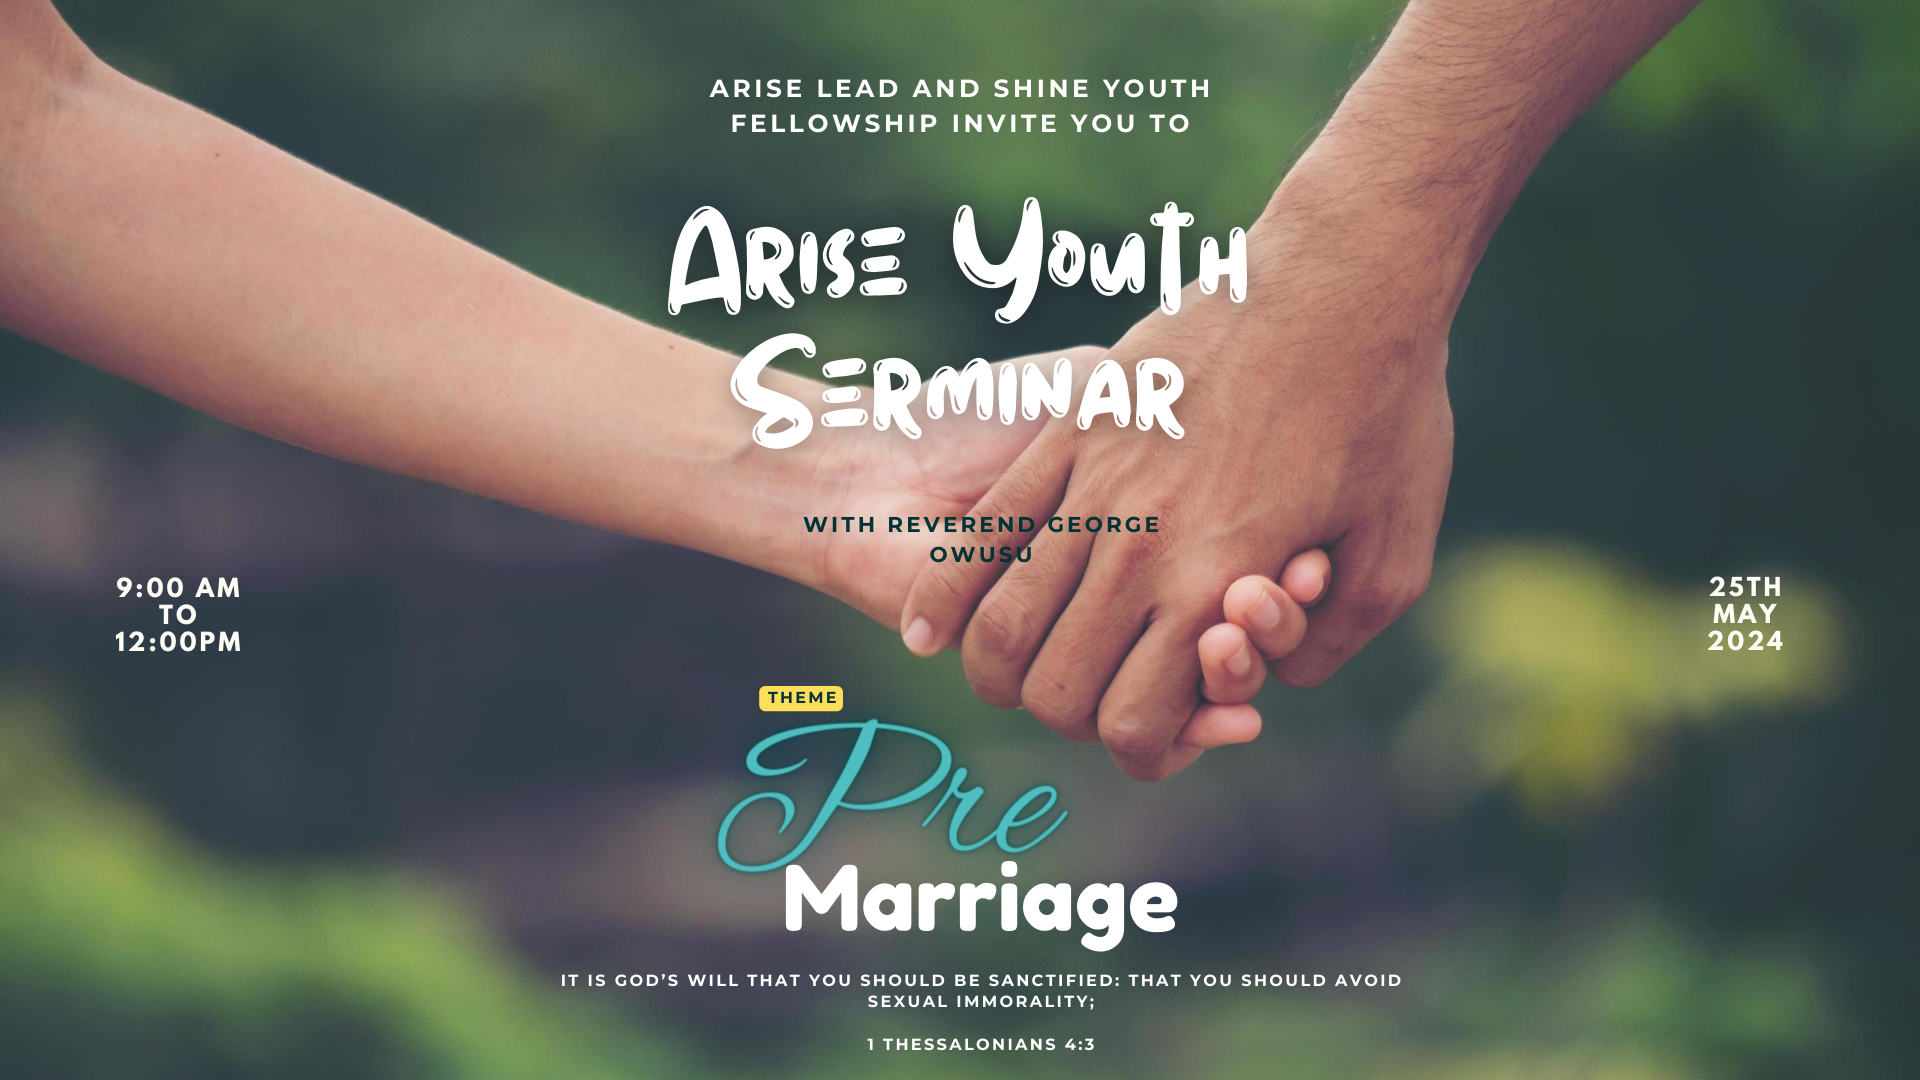 ARISE LEAD AND SHINE YOUTH
FELLOWSHIP INVITE YOU TO
ARISE YOUTH
SERMINAR
WITH REVEREND GEORGE
OWUSU
9:00 AM
TO
12:00PM
25TH
MAY
2024
THEME
Pre
Marriage
IT IS GOD’S WILL THAT YOU SHOULD BE SANCTIFIED: THAT YOU SHOULD AVOID
SEXUAL IMMORALITY;
1 THESSALONIANS 4:3